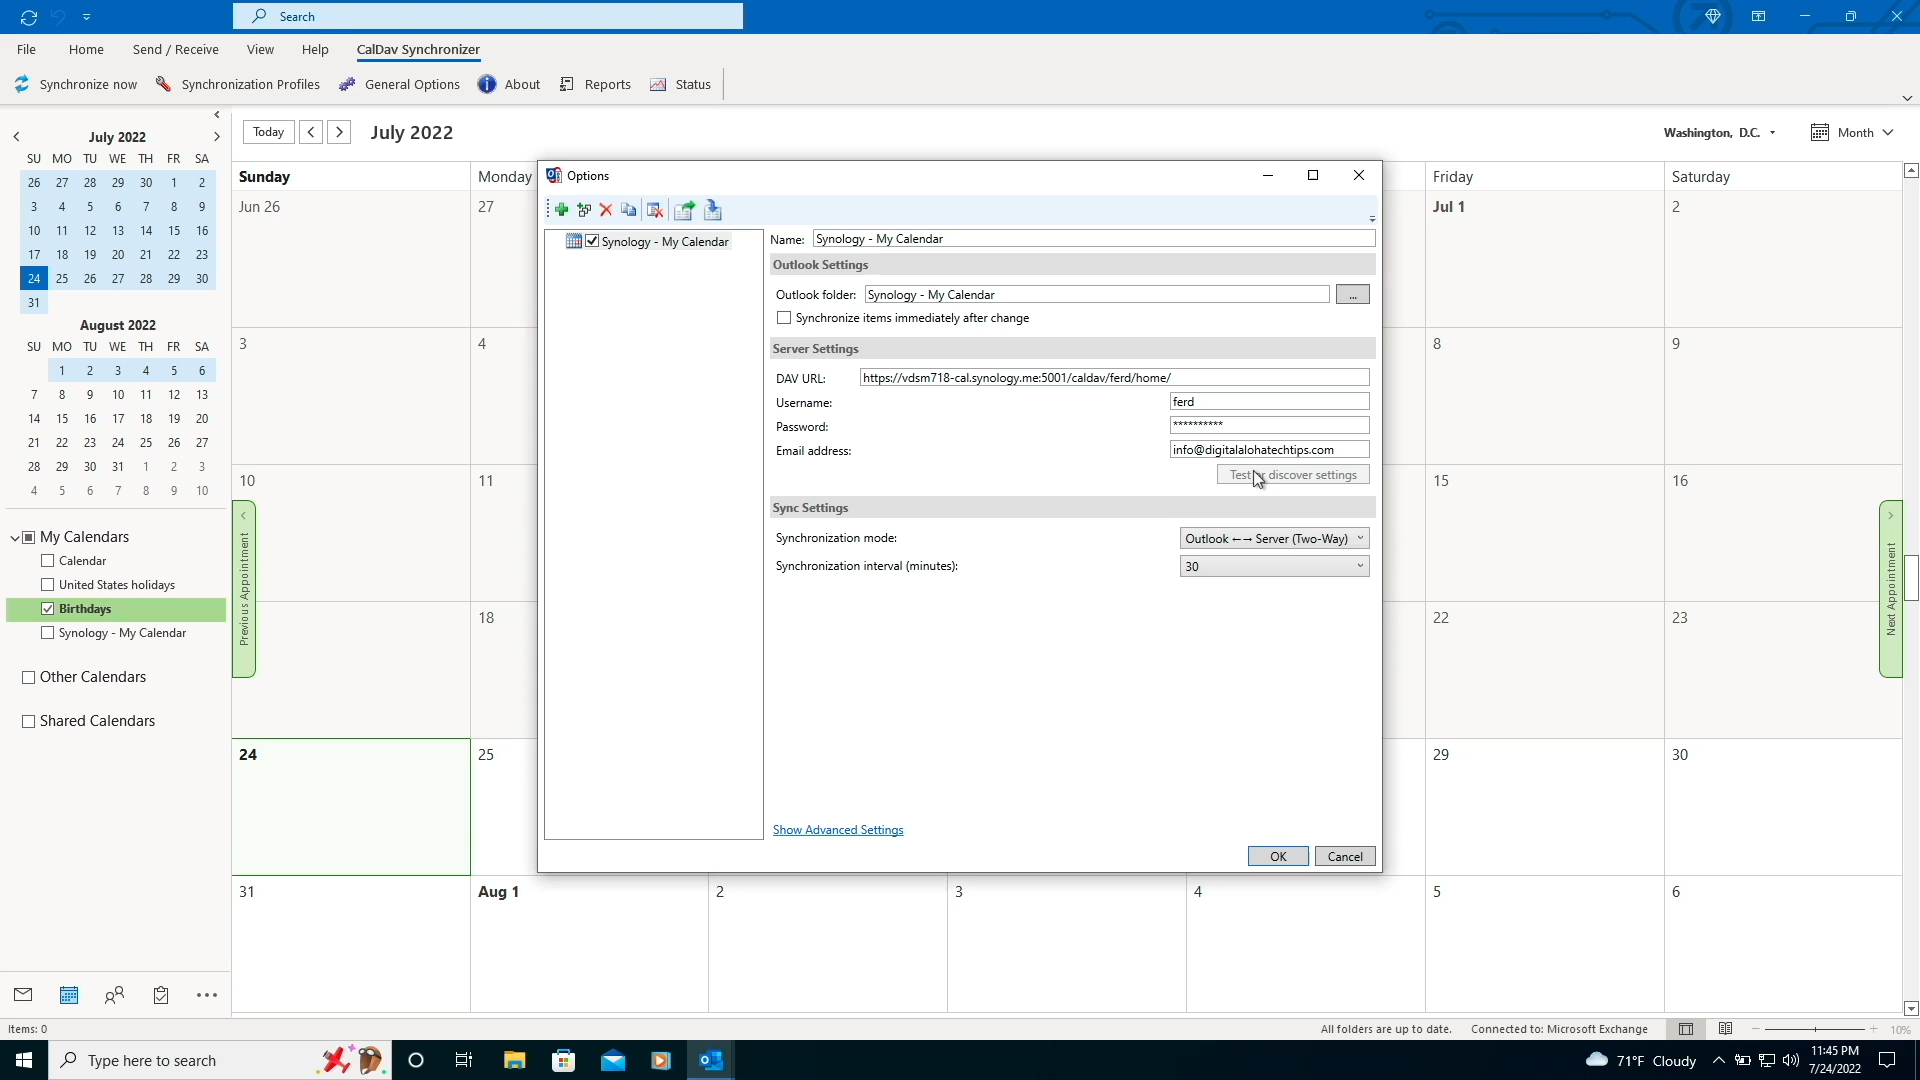 Search
File Home Send / Receive View Help CalDav Synchronizer
Synchronize now Synchronization Profiles General Options About Reports Status
July 2022
SU MO TU WE TH FR SA
26 27 28 29 30 1 2
3 4 5 6 7 8 9
10 11 12 13 14 15 16
17 18 19 20 21 22 23
24 25 26 27 28 29 30
31
August 2022
SU MO TU WE TH FR SA
1 2 3 4 5 6
7 8 9 10 11 12 13
14 15 16 17 18 19 20
21 22 23 24 25 26 27
28 29 30 31 1 2 3
4 5 6 7 8 9 10
My Calendars
Calendar
United States holidays
Birthdays
Synology - My Calendar
Other Calendars
Shared Calendars
Today July 2022 Washington, D.C. Month
Sunday Monday Friday Saturday
Jun 26 27 Jul 1 2
3 4 8 9
10 11 15 16
Previous Appointment
Next Appointment
18 22 23
24 25 29 30
31 Aug 1 2 3 4 5 6
Options
Synology - My Calendar
Name: Synology - My Calendar
Outlook Settings
Outlook folder: Synology - My Calendar ...
Synchronize items immediately after change
Server Settings
DAV URL: https://vdsm718-cal.synology.me:5001/caldav/ferd/home/
Username: ferd
Password: **********
Email address: info@digitalalohatechtips.com
Test discover settings
Sync Settings
Synchronization mode: Outlook ←→ Server (Two-Way)
Synchronization interval (minutes): 30
Show Advanced Settings
OK Cancel
Items: 0 All folders are up to date. Connected to: Microsoft Exchange 10%
Type here to search 71°F Cloudy 11:45 PM
7/24/2022